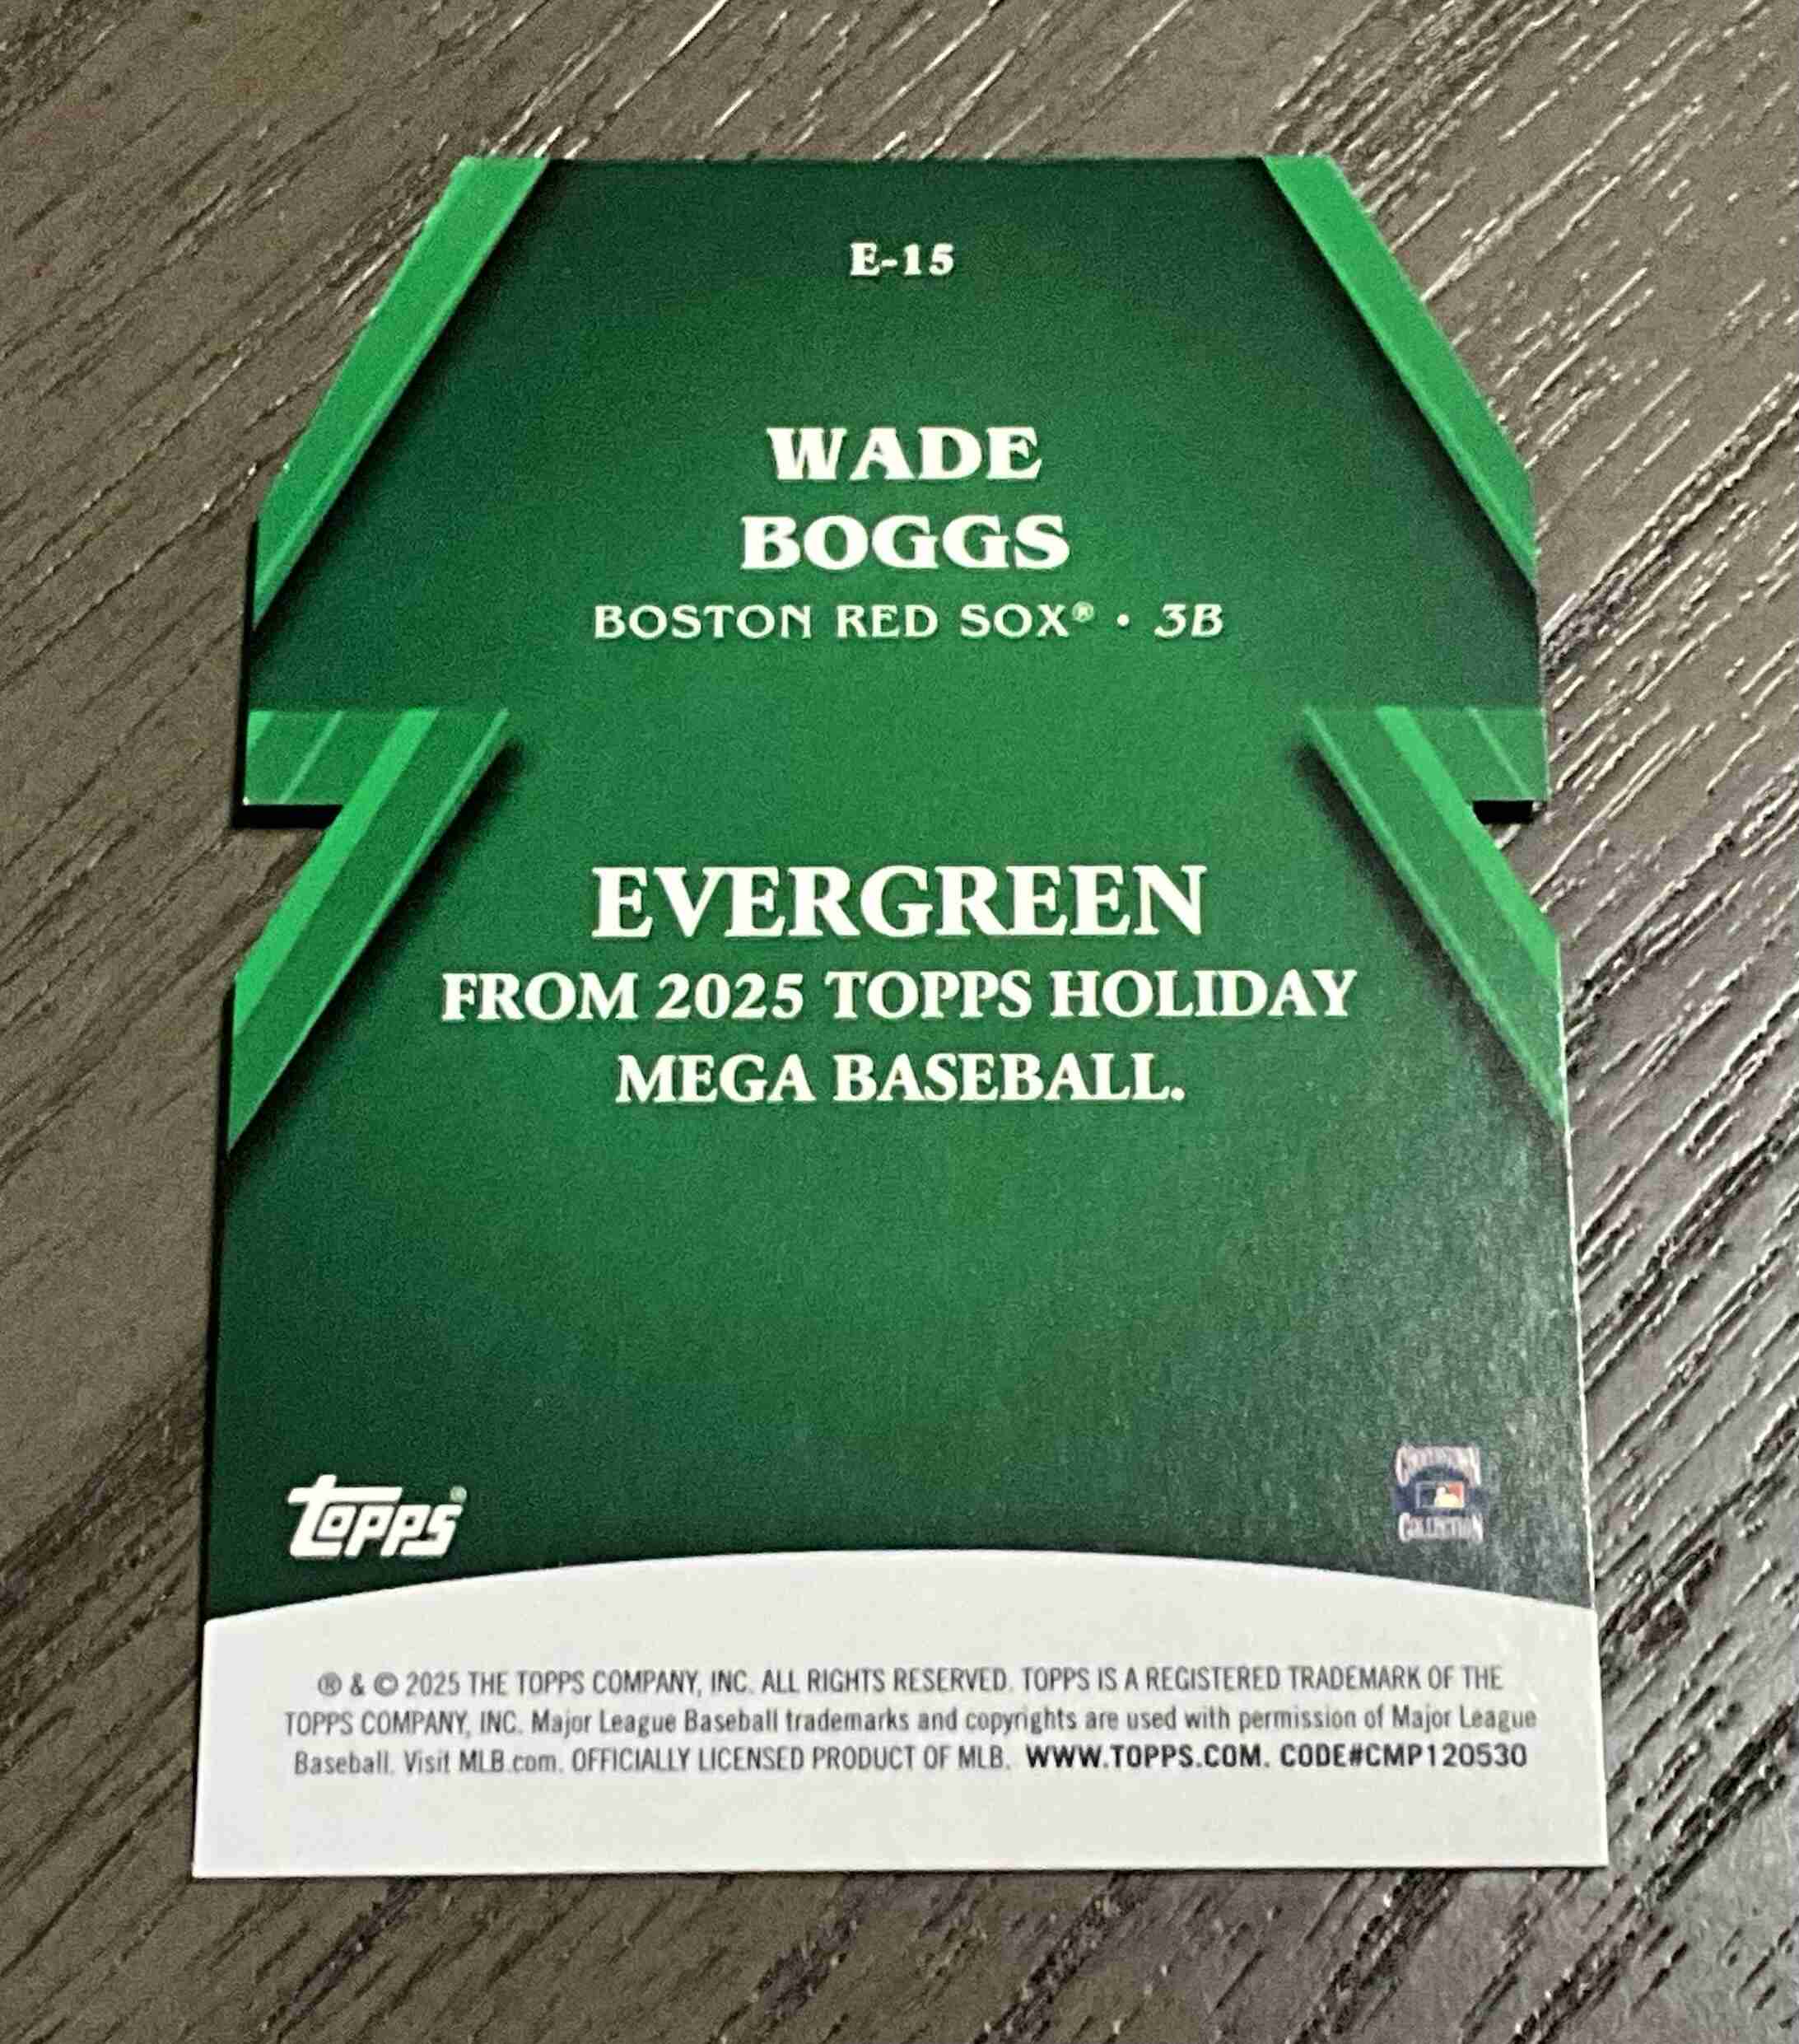 E-15
WADE
BOGGS
BOSTON RED SOX® • 3B
EVERGREEN
FROM 2025 TOPPS HOLIDAY
MEGA BASEBALL.
topps®
COOPERSTOWN
COLLECTION
® & © 2025 THE TOPPS COMPANY, INC. ALL RIGHTS RESERVED. TOPPS IS A REGISTERED TRADEMARK OF THE
TOPPS COMPANY, INC. Major League Baseball trademarks and copyrights are used with permission of Major League
Baseball. Visit MLB.com. OFFICIALLY LICENSED PRODUCT OF MLB. WWW.TOPPS.COM. CODE#CMP120530